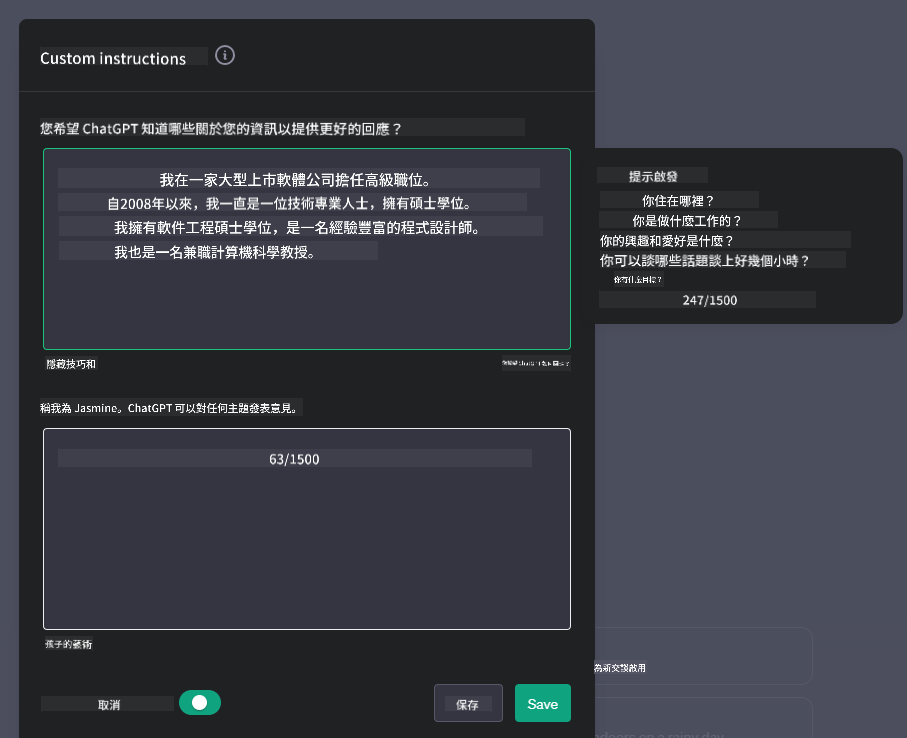 Custom instructions
您希望 ChatGPT 知道哪些關於您的資訊以提供更好的回應？
我在一家大型上市軟體公司擔任高級職位。
自2008年以來，我一直是一位技術專業人士，擁有碩士學位。
我擁有軟件工程碩士學位，是一名經驗豐富的程式設計師。
我也是一名兼職計算機科學教授。
提示啟發
你住在哪裡？
你是做什麼工作的？
你的興趣和愛好是什麼？
你可以談哪些話題談上好幾個小時？
你有什麼目標？
247/1500
隱藏技巧和
稱我為 Jasmine。ChatGPT 可以對任何主題發表意見。
63/1500
孩子的藝術
為新交談啟用
取消
保存
Save
doors on a rainy day